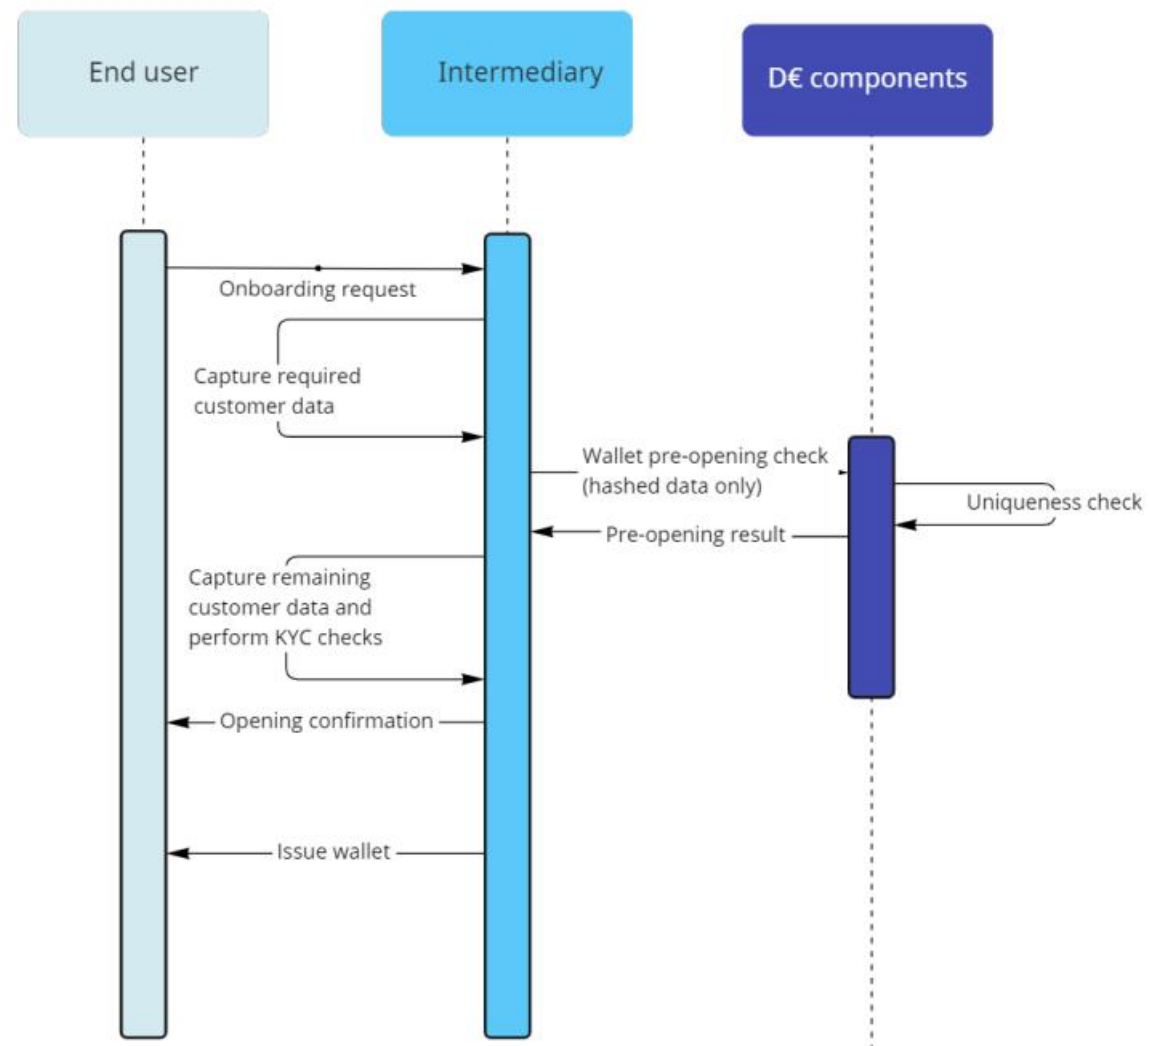 End user
Intermediary
D€ components
Onboarding request
Capture required
customer data
Wallet pre-opening check
(hashed data only)
Uniqueness check
Pre-opening result
Capture remaining
customer data and
perform KYC checks
Opening confirmation
Issue wallet